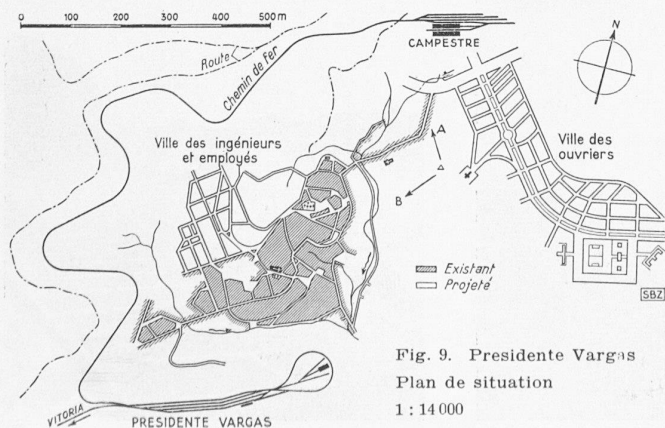 0 100 200 300 400 500 m
Route
Chemin de Fer
CAMPESTRE
N
Ville des ingénieurs
et employés
Ville des
ouvriers
A
B
Existant
Projeté
SBZ
Fig. 9. Presidente Vargas
Plan de situation
1 : 14 000
VITORIA
PRESIDENTE VARGAS